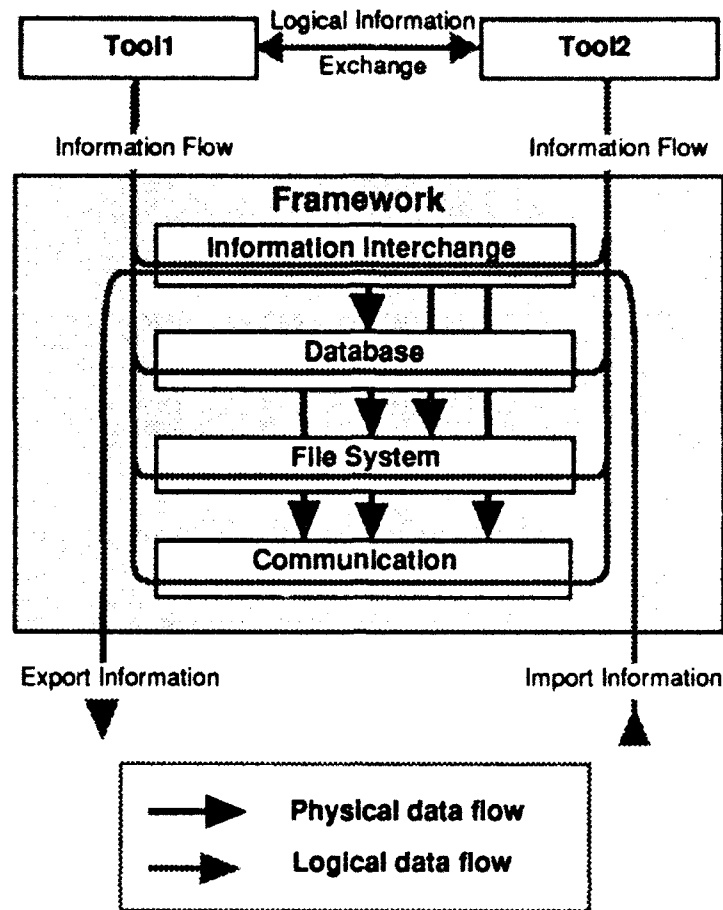 Tool1
Logical Information
Exchange
Tool2
Information Flow
Information Flow
Framework
Information Interchange
Database
File System
Communication
Export Information
Import Information
Physical data flow
Logical data flow